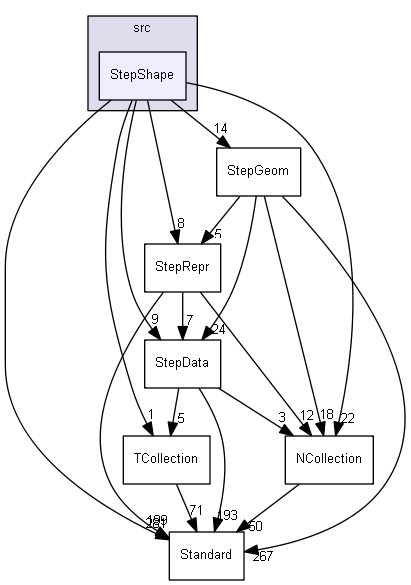 src
StepShape
14
StepGeom
8
5
StepRepr
9
7
24
StepData
1
5
3
12
18
22
TCollection
NCollection
71
193
60
267
Standard